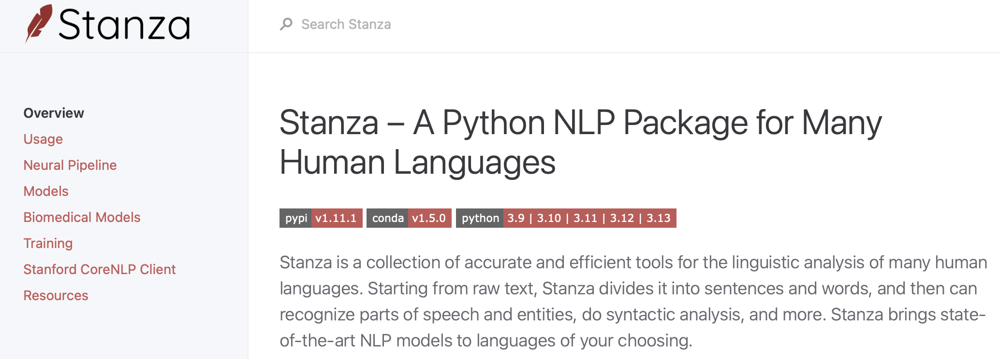 Stanza
Search Stanza
Overview
Usage
Neural Pipeline
Models
Biomedical Models
Training
Stanford CoreNLP Client
Resources
Stanza – A Python NLP Package for Many
Human Languages
pypi v1.11.1 conda v1.5.0 python 3.9 | 3.10 | 3.11 | 3.12 | 3.13
Stanza is a collection of accurate and efficient tools for the linguistic analysis of many human
languages. Starting from raw text, Stanza divides it into sentences and words, and then can
recognize parts of speech and entities, do syntactic analysis, and more. Stanza brings state-
of-the-art NLP models to languages of your choosing.